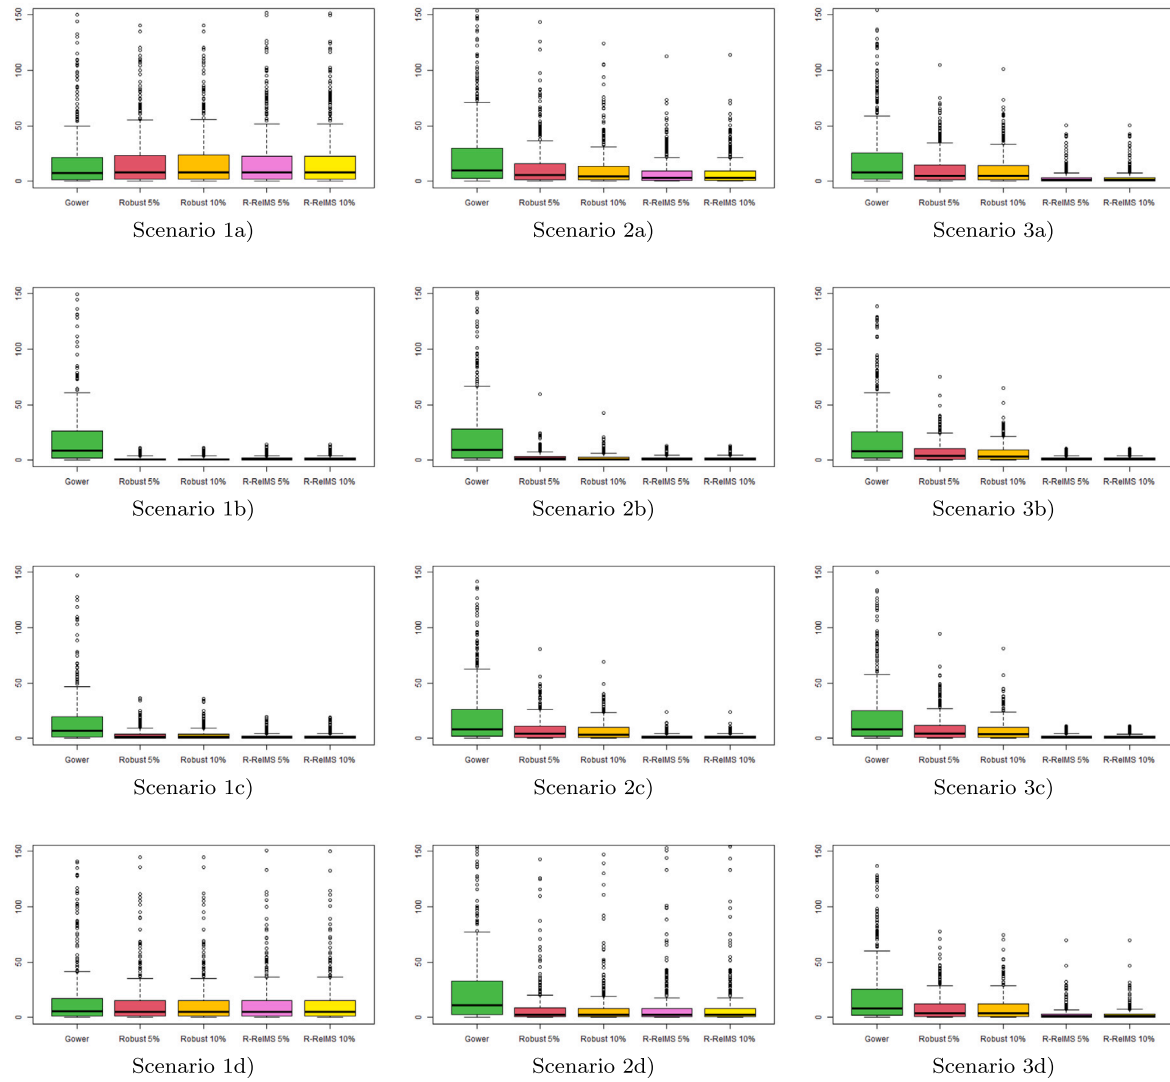 150
100
50
0
Gower Robust 5% Robust 10% R-RelMS 5% R-RelMS 10%
Scenario 1a)
150
100
50
0
Gower Robust 5% Robust 10% R-RelMS 5% R-RelMS 10%
Scenario 2a)
150
100
50
0
Gower Robust 5% Robust 10% R-RelMS 5% R-RelMS 10%
Scenario 3a)
150
100
50
0
Gower Robust 5% Robust 10% R-RelMS 5% R-RelMS 10%
Scenario 1b)
150
100
50
0
Gower Robust 5% Robust 10% R-RelMS 5% R-RelMS 10%
Scenario 2b)
150
100
50
0
Gower Robust 5% Robust 10% R-RelMS 5% R-RelMS 10%
Scenario 3b)
150
100
50
0
Gower Robust 5% Robust 10% R-RelMS 5% R-RelMS 10%
Scenario 1c)
150
100
50
0
Gower Robust 5% Robust 10% R-RelMS 5% R-RelMS 10%
Scenario 2c)
150
100
50
0
Gower Robust 5% Robust 10% R-RelMS 5% R-RelMS 10%
Scenario 3c)
150
100
50
0
Gower Robust 5% Robust 10% R-RelMS 5% R-RelMS 10%
Scenario 1d)
150
100
50
0
Gower Robust 5% Robust 10% R-RelMS 5% R-RelMS 10%
Scenario 2d)
150
100
50
0
Gower Robust 5% Robust 10% R-RelMS 5% R-RelMS 10%
Scenario 3d)